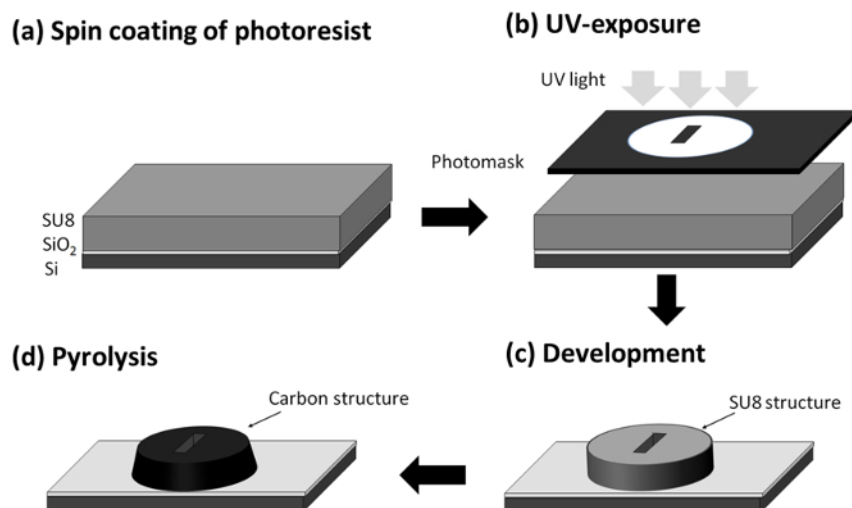 (a) Spin coating of photoresist
(b) UV-exposure
UV light
Photomask
SU8
SiO₂
Si
(d) Pyrolysis
(c) Development
Carbon structure
SU8 structure